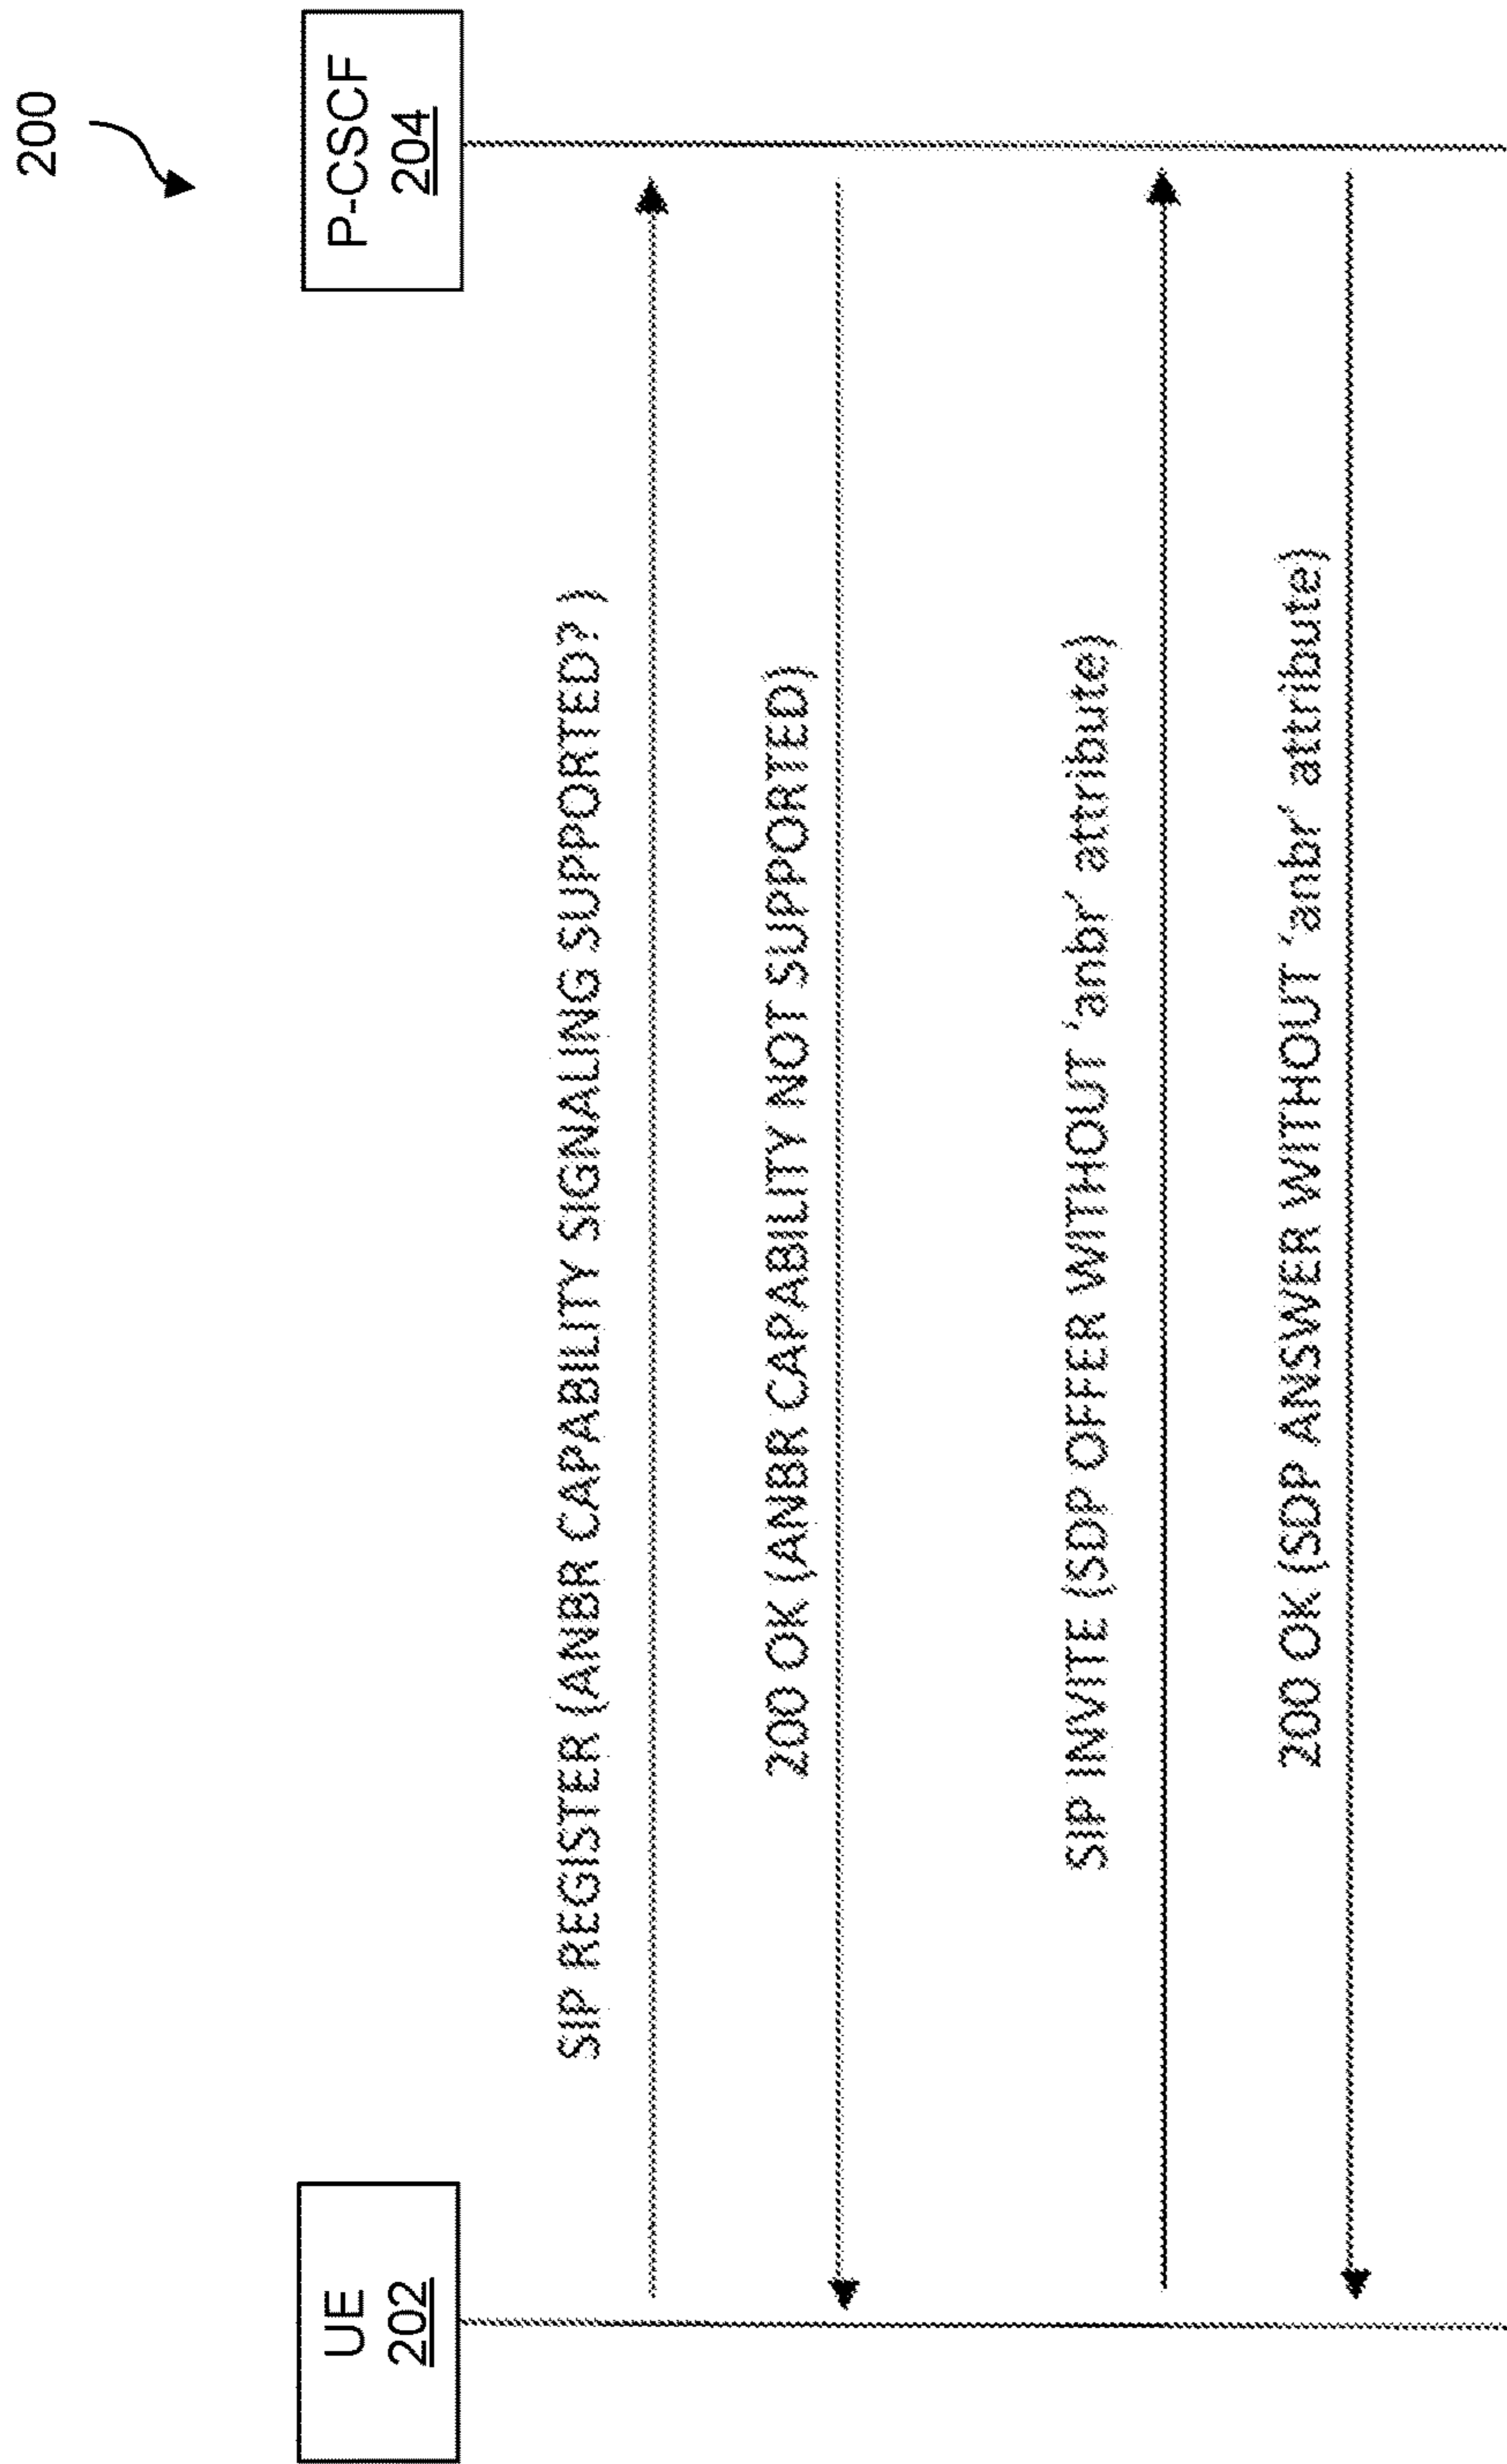 200
UE
202
P-CSCF
204
SIP REGISTER (ANBR CAPABILITY SIGNALING SUPPORTED? )
200 OK (ANBR CAPABILITY NOT SUPPORTED)
SIP INVITE (SDP OFFER WITHOUT 'anbr' attribute)
200 OK (SDP ANSWER WITHOUT 'anbr' attribute)